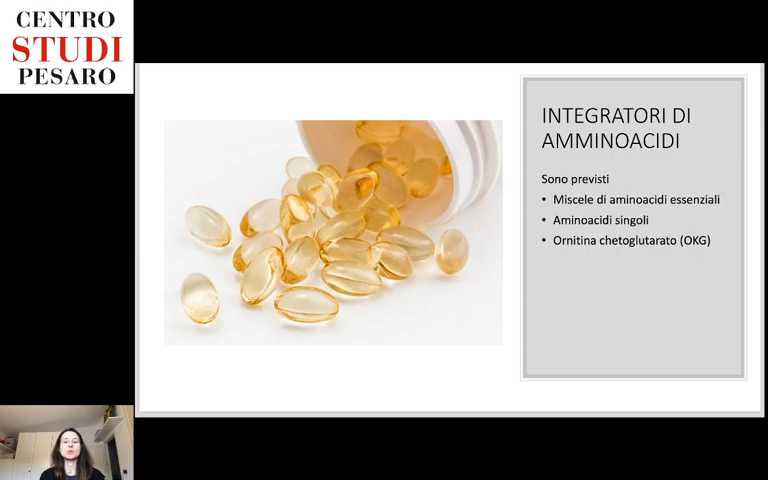 CENTRO
STUDI
PESARO
INTEGRATORI DI
AMMINOACIDI
Sono previsti
• Miscele di aminoacidi essenziali
• Aminoacidi singoli
• Ornitina chetoglutarato (OKG)